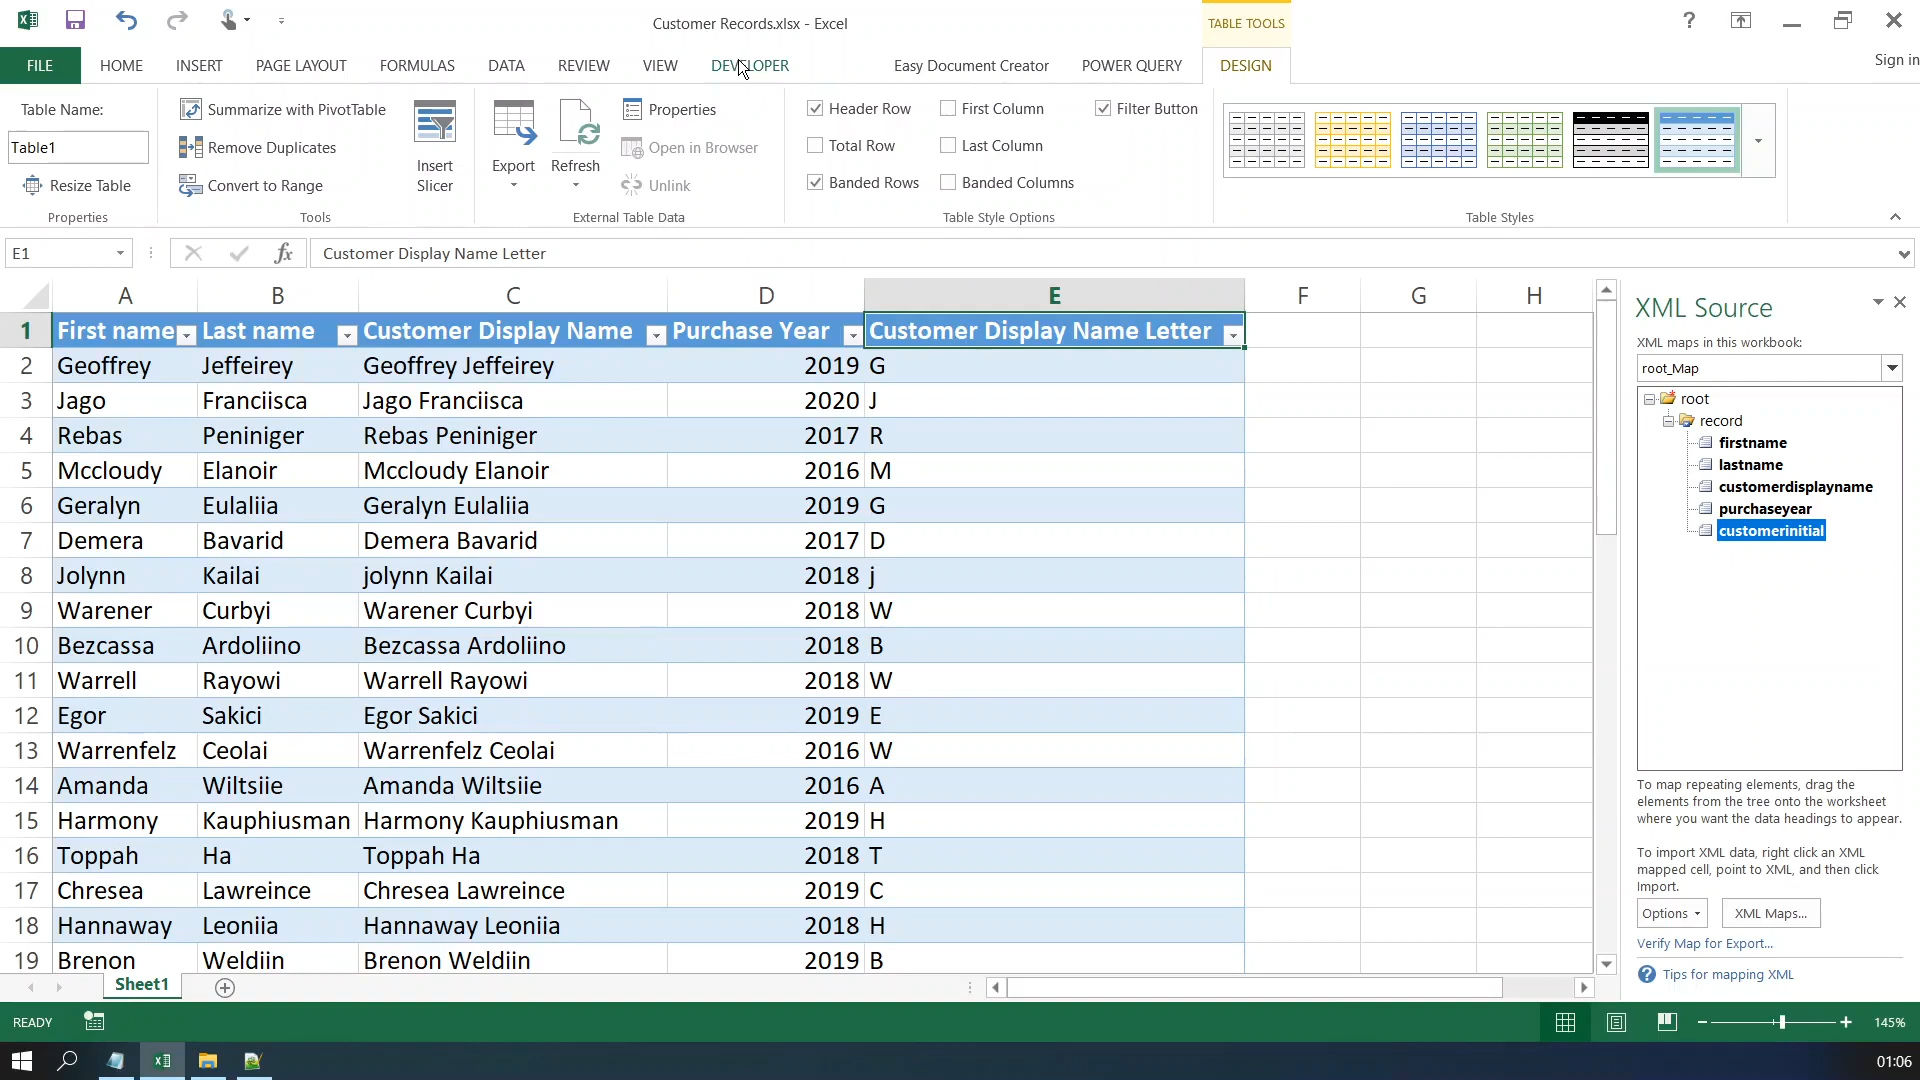 Customer Records.xlsx - Excel
TABLE TOOLS
?
FILE
HOME
INSERT
PAGE LAYOUT
FORMULAS
DATA
REVIEW
VIEW
DEVELOPER
Easy Document Creator
POWER QUERY
DESIGN
Sign in
Table Name:
Table1
Resize Table
Properties
Summarize with PivotTable
Remove Duplicates
Convert to Range
Tools
Insert
Slicer
Export
Refresh
Properties
Open in Browser
Unlink
External Table Data
Header Row
Total Row
Banded Rows
First Column
Last Column
Banded Columns
Filter Button
Table Style Options
Table Styles
E1
fx
Customer Display Name Letter
A B C D E F G H
1 First name Last name Customer Display Name Purchase Year Customer Display Name Letter
2 Geoffrey Jeffeirey Geoffrey Jeffeirey 2019 G
3 Jago Franciisca Jago Franciisca 2020 J
4 Rebas Peniniger Rebas Peniniger 2017 R
5 Mccloudy Elanoir Mccloudy Elanoir 2016 M
6 Geralyn Eulaliia Geralyn Eulaliia 2019 G
7 Demera Bavarid Demera Bavarid 2017 D
8 Jolynn Kailai jolynn Kailai 2018 j
9 Warener Curbyi Warener Curbyi 2018 W
10 Bezcassa Ardoliino Bezcassa Ardoliino 2018 B
11 Warrell Rayowi Warrell Rayowi 2018 W
12 Egor Sakici Egor Sakici 2019 E
13 Warrenfelz Ceolai Warrenfelz Ceolai 2016 W
14 Amanda Wiltsiie Amanda Wiltsiie 2016 A
15 Harmony Kauphiusman Harmony Kauphiusman 2019 H
16 Toppah Ha Toppah Ha 2018 T
17 Chresea Lawreince Chresea Lawreince 2019 C
18 Hannaway Leoniia Hannaway Leoniia 2018 H
19 Brenon Weldiin Brenon Weldiin 2019 B
XML Source
XML maps in this workbook:
root_Map
root
record
firstname
lastname
customerdisplayname
purchaseyear
customerinitial
To map repeating elements, drag the
elements from the tree onto the worksheet
where you want the data headings to appear.
To import XML data, right click an XML
mapped cell, point to XML, and then click
Import.
Options
XML Maps...
Verify Map for Export...
? Tips for mapping XML
Sheet1
READY
145%
01:06